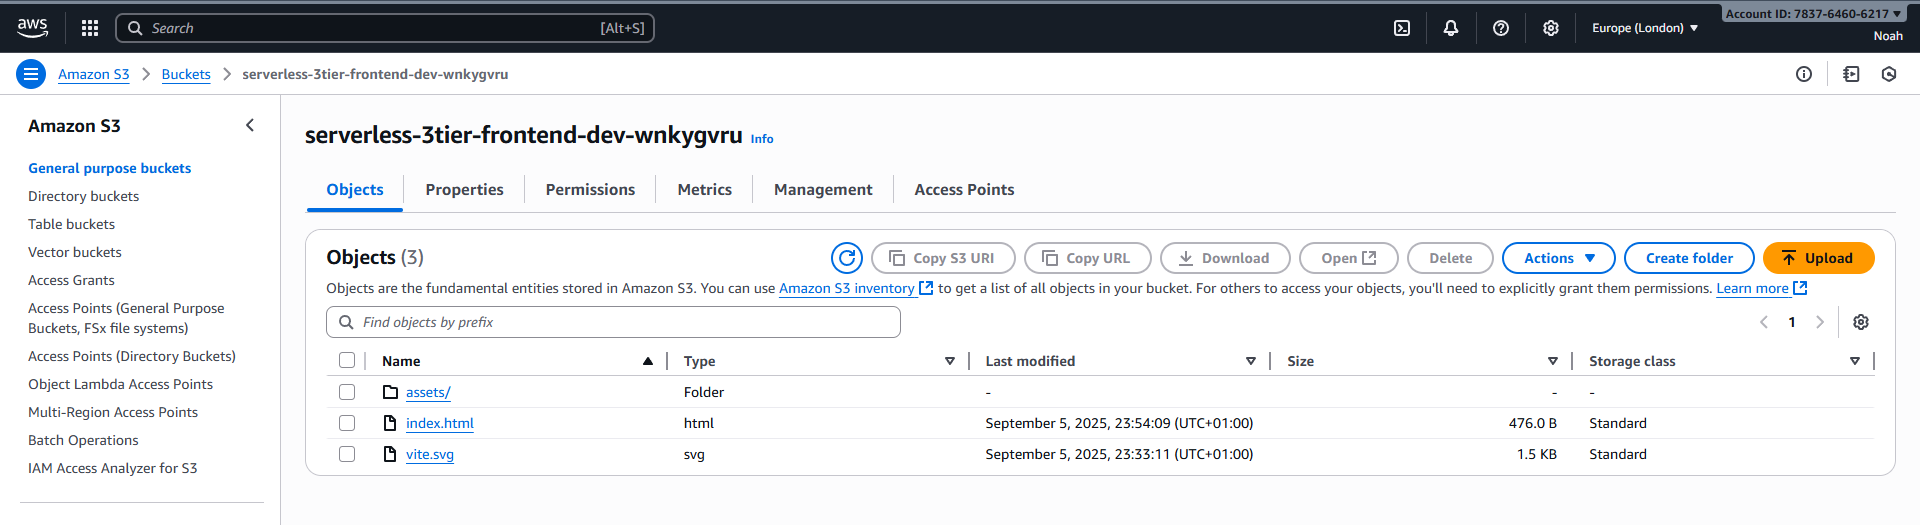 aws
Search [Alt+S]
Europe (London)
Account ID: 7837-6460-6217
Noah
Amazon S3 > Buckets > serverless-3tier-frontend-dev-wnkygvru
Amazon S3
General purpose buckets
Directory buckets
Table buckets
Vector buckets
Access Grants
Access Points (General Purpose
Buckets, FSx file systems)
Access Points (Directory Buckets)
Object Lambda Access Points
Multi-Region Access Points
Batch Operations
IAM Access Analyzer for S3
serverless-3tier-frontend-dev-wnkygvru Info
Objects Properties Permissions Metrics Management Access Points
Objects (3)
Copy S3 URI Copy URL Download Open Delete Actions Create folder Upload
Objects are the fundamental entities stored in Amazon S3. You can use Amazon S3 inventory to get a list of all objects in your bucket. For others to access your objects, you'll need to explicitly grant them permissions. Learn more
Find objects by prefix
1
Name Type Last modified Size Storage class
assets/ Folder - - -
index.html html September 5, 2025, 23:54:09 (UTC+01:00) 476.0 B Standard
vite.svg svg September 5, 2025, 23:33:11 (UTC+01:00) 1.5 KB Standard